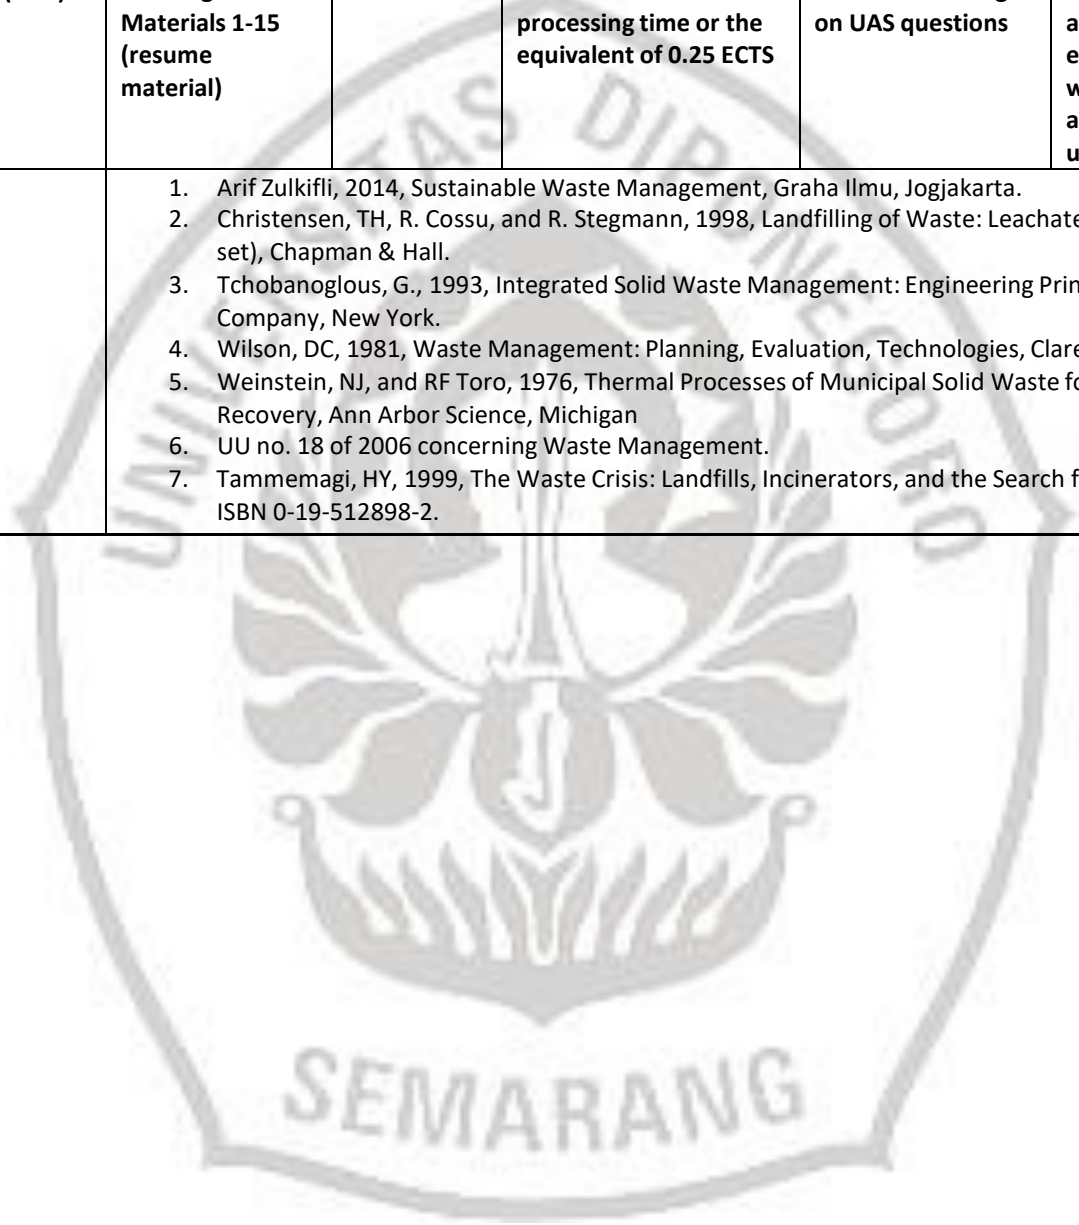 Materials 1-15
(resume
material)
processing time or the
equivalent of 0.25 ECTS
on UAS questions
1. Arif Zulkifli, 2014, Sustainable Waste Management, Graha Ilmu, Jogjakarta.
2. Christensen, TH, R. Cossu, and R. Stegmann, 1998, Landfilling of Waste: Leachate
set), Chapman & Hall.
3. Tchobanoglous, G., 1993, Integrated Solid Waste Management: Engineering Prin
Company, New York.
4. Wilson, DC, 1981, Waste Management: Planning, Evaluation, Technologies, Clare
5. Weinstein, NJ, and RF Toro, 1976, Thermal Processes of Municipal Solid Waste fo
Recovery, Ann Arbor Science, Michigan
6. UU no. 18 of 2006 concerning Waste Management.
7. Tammemagi, HY, 1999, The Waste Crisis: Landfills, Incinerators, and the Search f
ISBN 0-19-512898-2.
UNIVERSITAS DIPONEGORO
SEMARANG